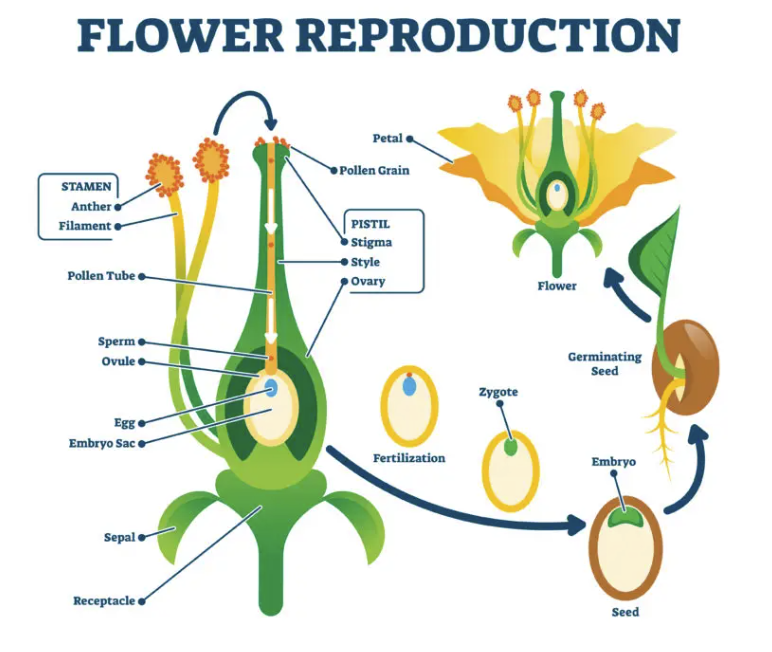 FLOWER REPRODUCTION
Petal
Pollen Grain
STAMEN
Anther
Filament
PISTIL
Stigma
Style
Ovary
Pollen Tube
Flower
Sperm
Ovule
Germinating
Seed
Zygote
Egg
Embryo Sac
Fertilization
Embryo
Sepal
Receptacle
Seed